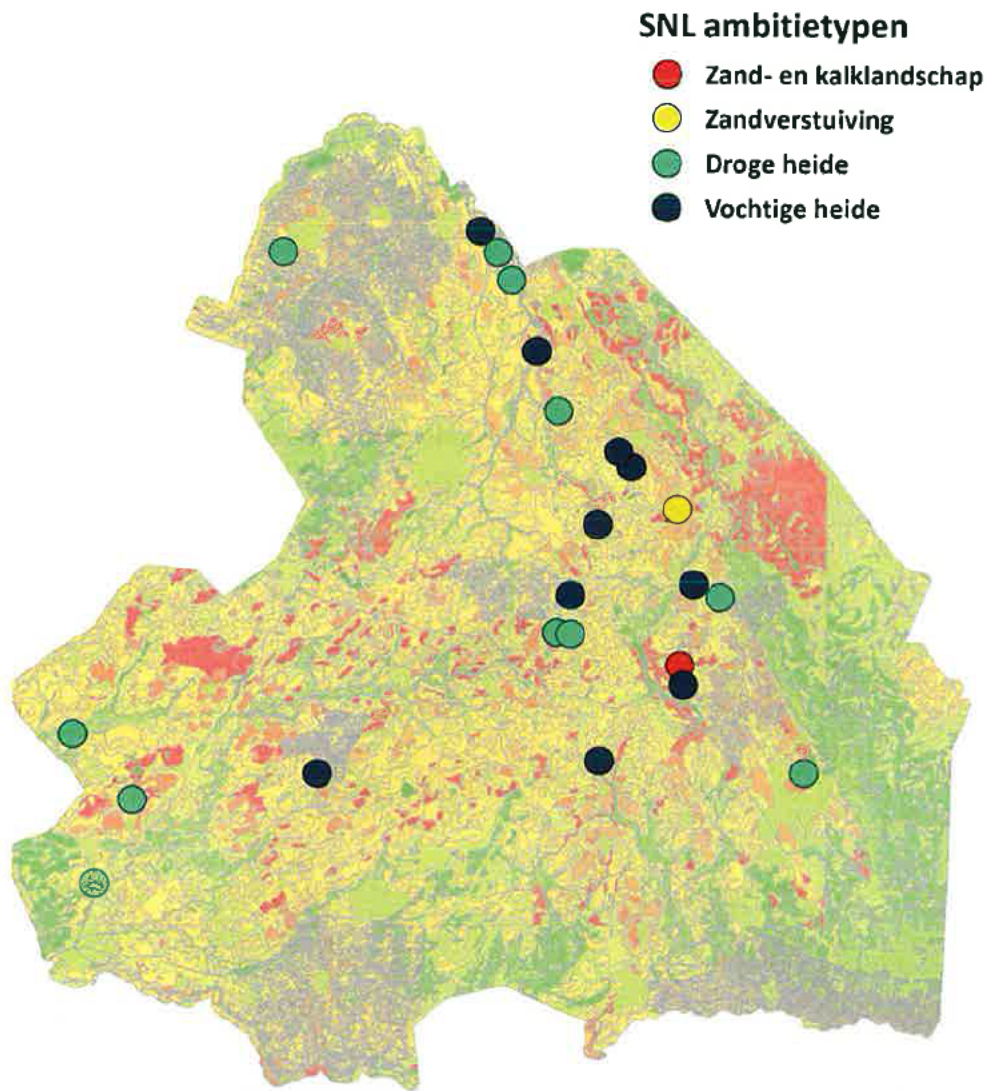 SNL ambitietypen
Zand- en kalklandschap
Zandverstuiving
Droge heide
Vochtige heide